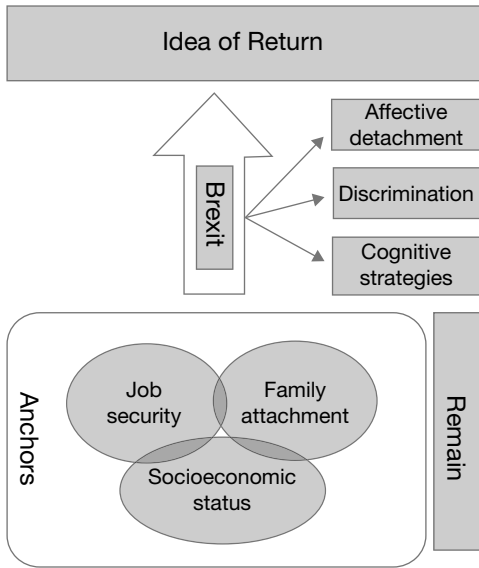 Idea of Return
Affective
detachment
Brexit
Discrimination
Cognitive
strategies
Anchors
Job
security
Family
attachment
Socioeconomic
status
Remain